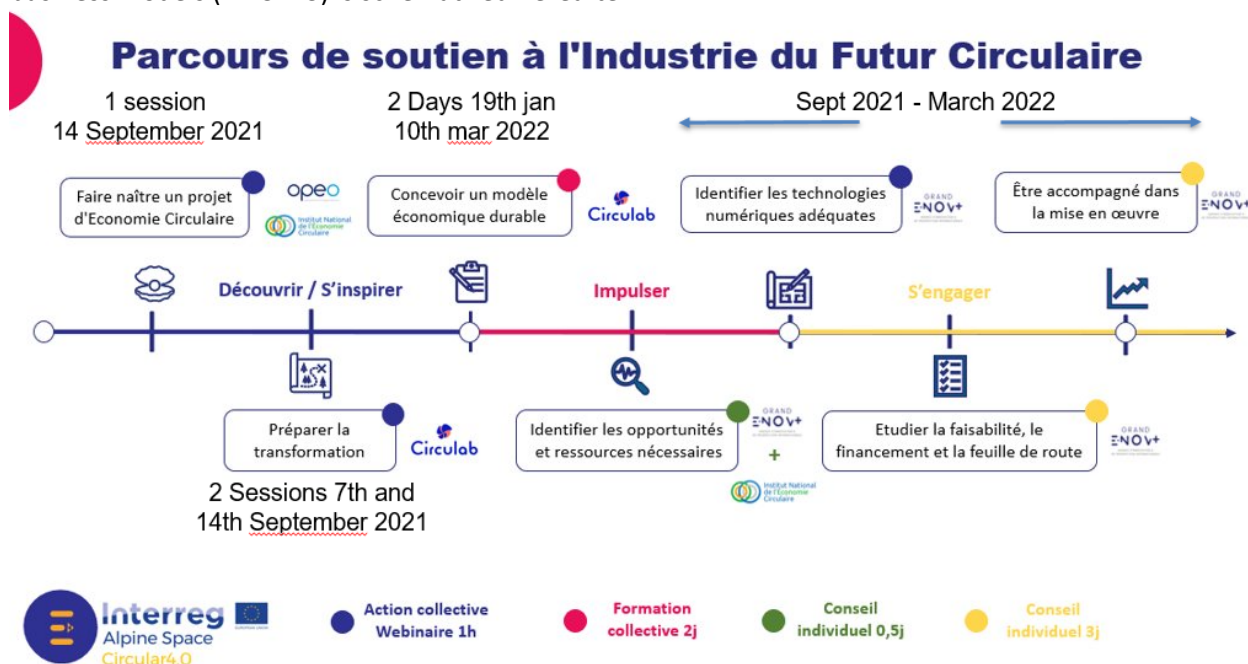 Parcours de soutien à l'Industrie du Futur Circulaire
1 session
14 September 2021
2 Days 19th jan
10th mar 2022
Sept 2021 - March 2022
Faire naître un projet
d'Economie Circulaire
opeo
Institut National
de l'Économie
Circulaire
Concevoir un modèle
économique durable
Circulab
Identifier les technologies
numériques adéquates
GRAND
ENOV+
Être accompagné dans
la mise en œuvre
GRAND
ENOV+
Découvrir / S'inspirer
Impulser
S'engager
Préparer la
transformation
Circulab
2 Sessions 7th and
14th September 2021
Identifier les opportunités
et ressources nécessaires
GRAND
ENOV+
+
Institut National
de l'Économie
Circulaire
Etudier la faisabilité, le
financement et la feuille de route
GRAND
ENOV+
Interreg
EUROPEAN UNION
Alpine Space
Circular4.0
Action collective
Webinaire 1h
Formation
collective 2j
Conseil
individuel 0,5j
Conseil
individuel 3j